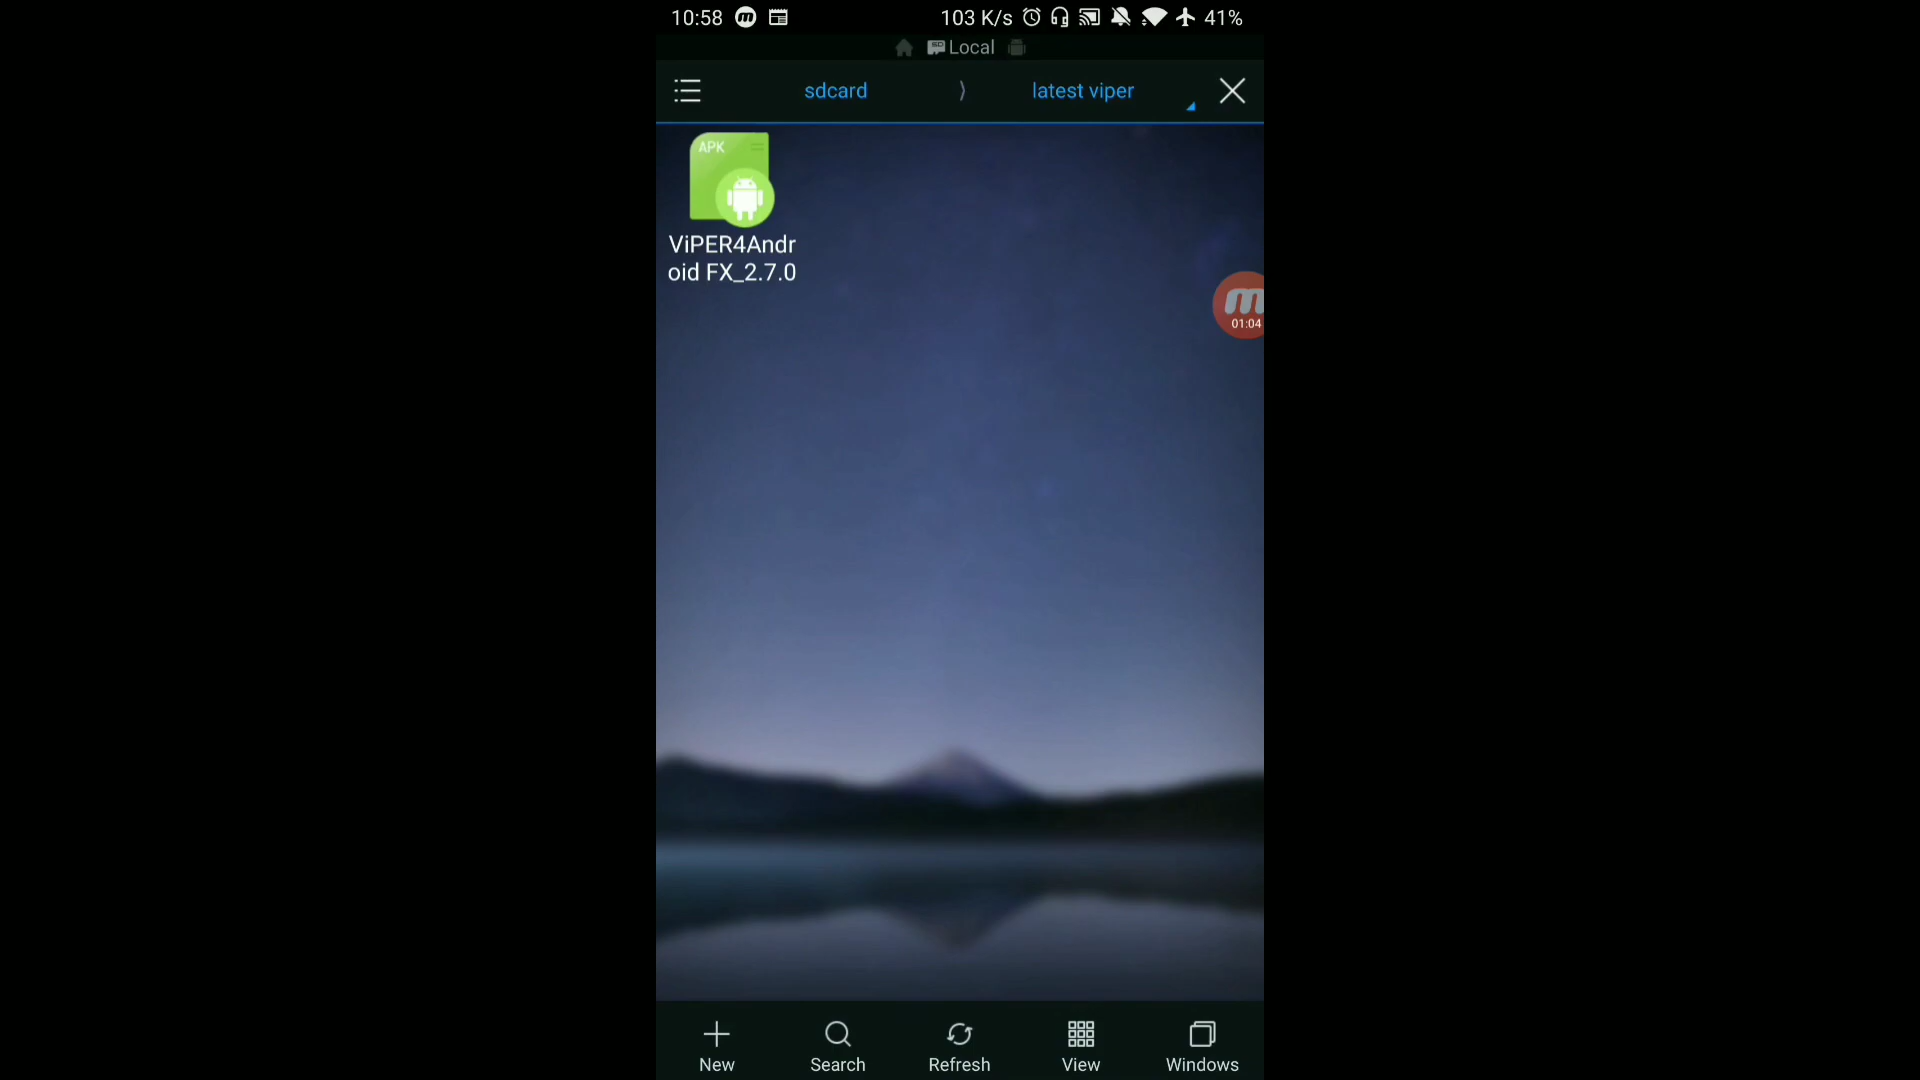 10:58 103 K/s 41%
Local
sdcard latest viper
APK
ViPER4Andr
oid FX_2.7.0
01:04
New Search Refresh View Windows